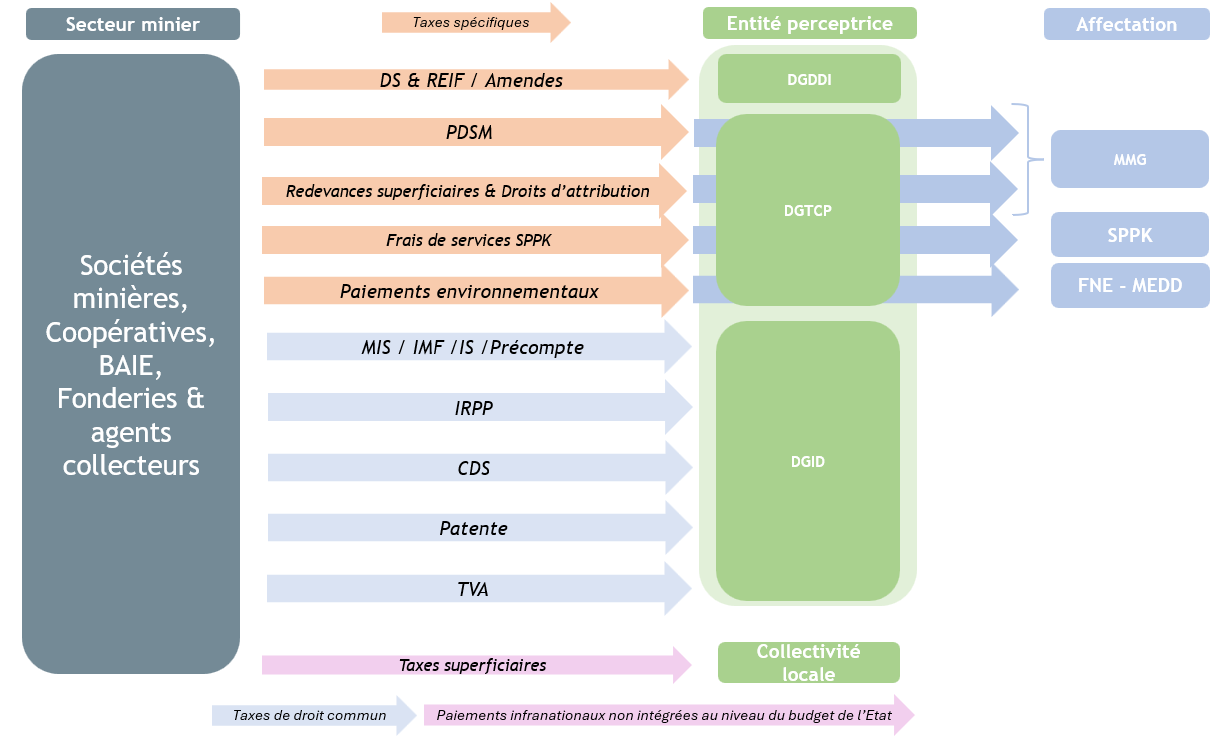 Secteur minier
Taxes spécifiques
Entité perceptrice
Affectation
Sociétés
minières,
Coopératives,
BAIE,
Fonderies &
agents
collecteurs
DS & REIF / Amendes
PDSM
Redevances superficiaires & Droits d’attribution
Frais de services SPPK
Paiements environnementaux
MIS / IMF /IS /Précompte
IRPP
CDS
Patente
TVA
Taxes superficiaires
DGDDI
DGTCP
DGID
Collectivité
locale
MMG
SPPK
FNE - MEDD
Taxes de droit commun
Paiements infranationaux non intégrées au niveau du budget de l’Etat